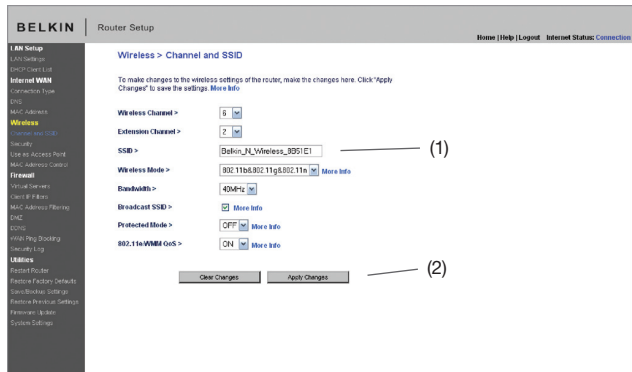 BELKIN
Router Setup
Home | Help | Logout Internet Status: Connection
LAN Setup
LAN Settings
DHCP Client List
Internet WAN
Connection Type
DNS
MAC Address
Wireless
Channel and SSID
Security
Use as Access Point
MAC Address Control
Firewall
Virtual Servers
Client IP Filters
MAC Address Filtering
DMZ
DDNS
WAN Ping Blocking
Security Log
Utilities
Restart Router
Restore Factory Defaults
Save/Backup Settings
Restore Previous Settings
Firmware Update
System Settings
Wireless > Channel and SSID
To make changes to the wireless settings of the router, make the changes here. Click "Apply
Changes" to save the settings. More Info
Wireless Channel > 6
Extension Channel > 2
SSID > Belkin_N_Wireless_8B51E1 (1)
Wireless Mode > 802.11b&802.11g&802.11n More Info
Bandwidth > 40MHz
Broadcast SSID > More Info
Protected Mode > OFF More Info
802.11e/WMM QoS > ON More Info
Clear Changes Apply Changes (2)